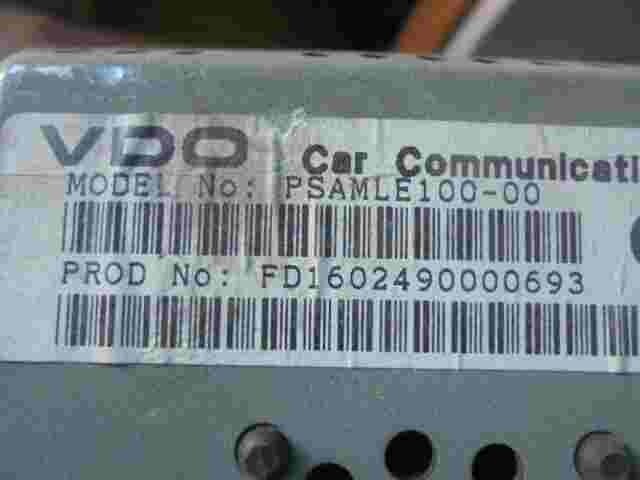 VDO Car Communicati
MODEL No: PSAMLE100-00
PROD No: FD1602490000693